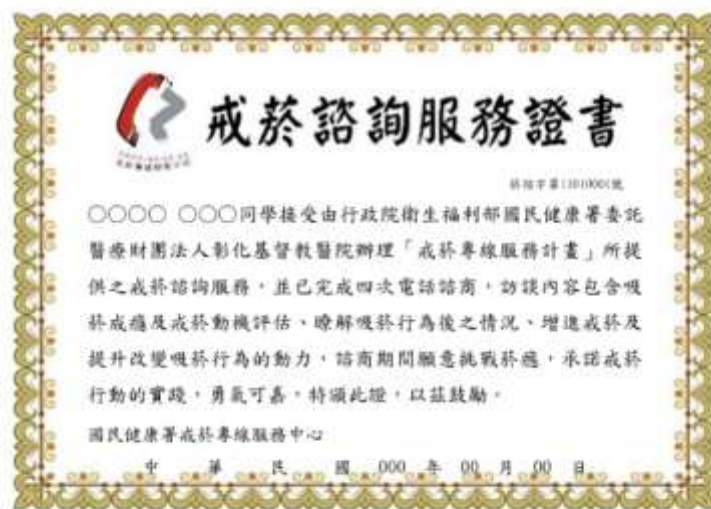 戒菸諮詢服務證書
○○○○ ○○○同學接受由行政院衛生福利部國民健康署委託
醫療財團法人彰化基督教醫院辦理「戒菸專線服務計畫」所提
供之戒菸諮詢服務，並已完成四次電話諮商，訪談內容包含吸
菸成癮及戒菸動機評估、瞭解吸菸行為後之情況、增進戒菸及
提升改變吸菸行為的動力，諮商期間願意挑戰菸癮，承諾戒菸
行動的實踐，勇氣可嘉，特頒此證，以茲鼓勵。
國民健康署戒菸專線服務中心
中 華 民 國 000 年 00 月 00 日